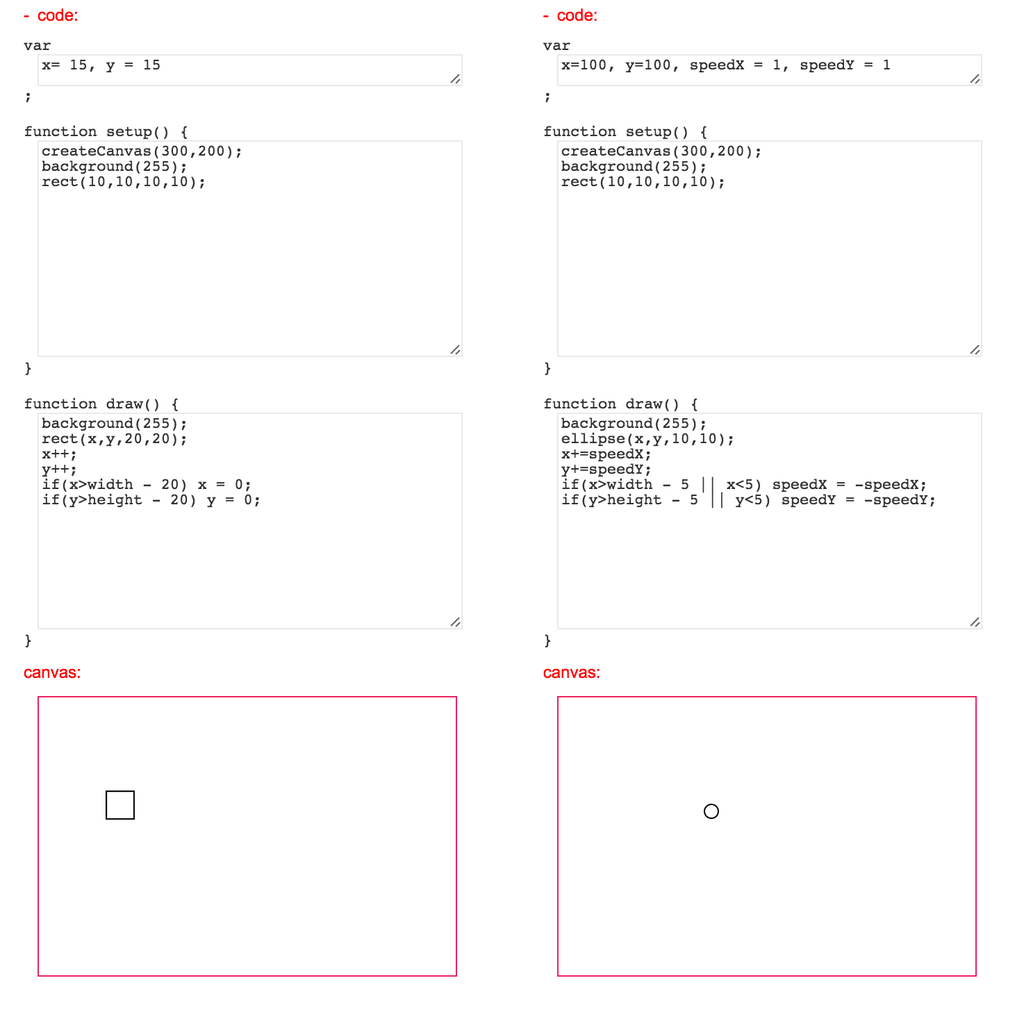 - code:
var
x= 15, y = 15
;
function setup() {
createCanvas(300,200);
background(255);
rect(10,10,10,10);
}
function draw() {
background(255);
rect(x,y,20,20);
x++;
y++;
if(x>width - 20) x = 0;
if(y>height - 20) y = 0;
}
canvas:
- code:
var
x=100, y=100, speedX = 1, speedY = 1
;
function setup() {
createCanvas(300,200);
background(255);
rect(10,10,10,10);
}
function draw() {
background(255);
ellipse(x,y,10,10);
x+=speedX;
y+=speedY;
if(x>width - 5 || x<5) speedX = -speedX;
if(y>height - 5 || y<5) speedY = -speedY;
}
canvas: